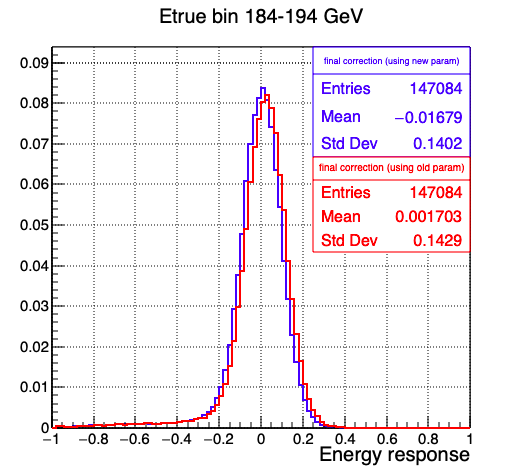 Etrue bin 184-194 GeV
final correction (using new param)
Entries 147084
Mean −0.01679
Std Dev 0.1402
final correction (using old param)
Entries 147084
Mean 0.001703
Std Dev 0.1429
0.09
0.08
0.07
0.06
0.05
0.04
0.03
0.02
0.01
0
−1 −0.8 −0.6 −0.4 −0.2 0 0.2 0.4 0.6 0.8 1
Energy response